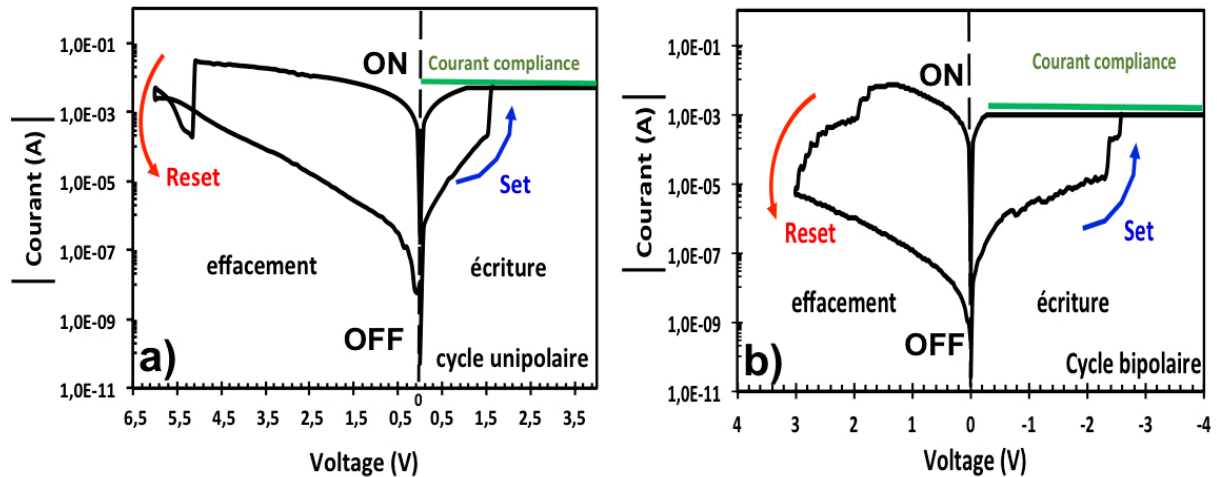 a)
| Courant (A) |
1,0E-01
1,0E-03
1,0E-05
1,0E-07
1,0E-09
1,0E-11
ON
Courant compliance
Reset
Set
effacement
écriture
OFF
cycle unipolaire
6,5 5,5 4,5 3,5 2,5 1,5 0,5 0 0,5 1,5 2,5 3,5
Voltage (V)
b)
| Courant (A) |
1,0E-01
1,0E-03
1,0E-05
1,0E-07
1,0E-09
1,0E-11
ON
Courant compliance
Reset
Set
effacement
écriture
OFF
Cycle bipolaire
4 3 2 1 0 -1 -2 -3 -4
Voltage (V)